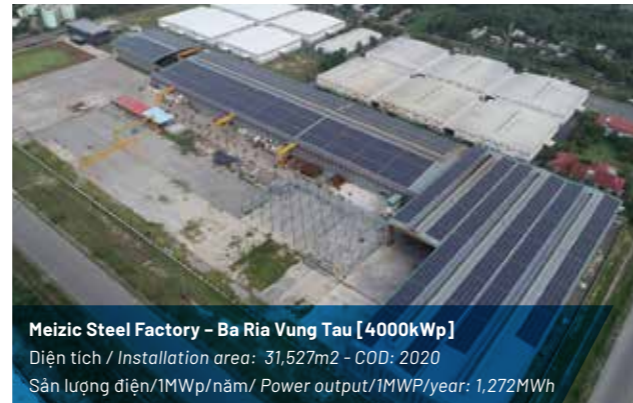 Meizic Steel Factory – Ba Ria Vung Tau [4000kWp]
Diện tích / Installation area: 31,527m2 - COD: 2020
Sản lượng điện/1MWp/năm/ Power output/1MWP/year: 1,272MWh